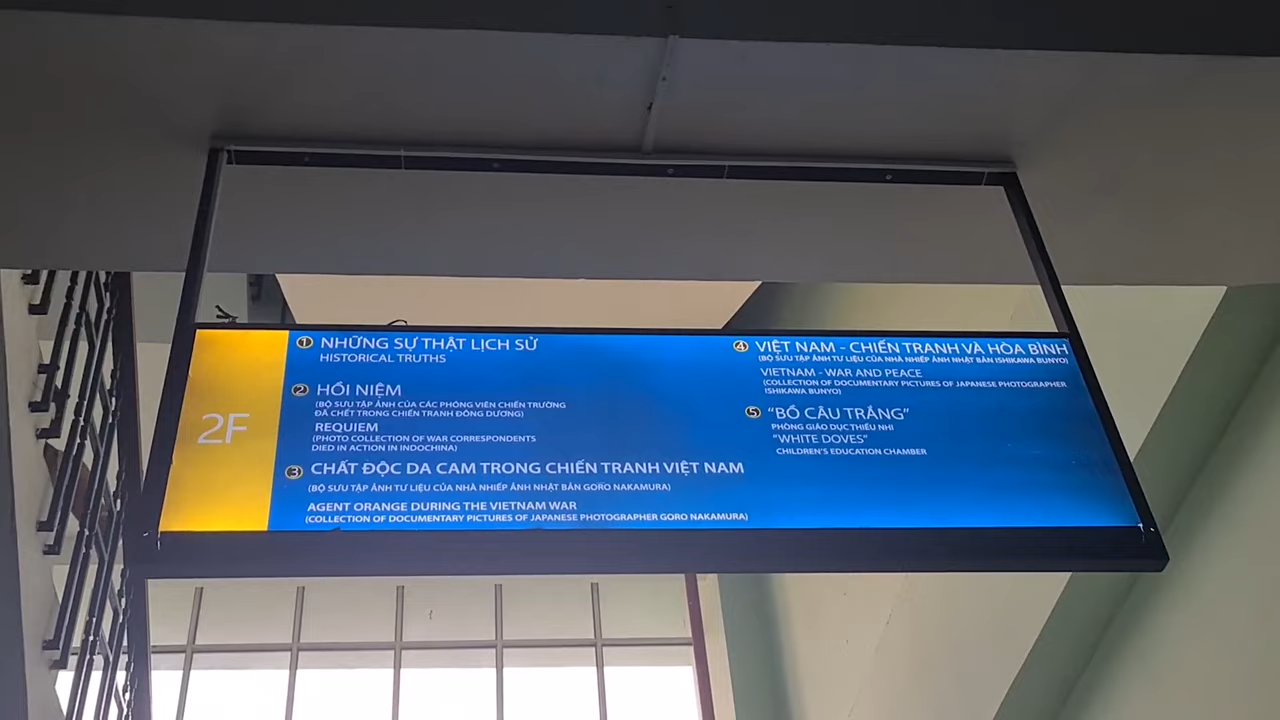 2F
① NHỮNG SỰ THẬT LỊCH SỬ
HISTORICAL TRUTHS
② HỒI NIỆM
(BỘ SƯU TẬP ẢNH CỦA CÁC PHÓNG VIÊN CHIẾN TRƯỜNG
ĐÃ CHẾT TRONG CHIẾN TRANH ĐÔNG DƯƠNG)
REQUIEM
(PHOTO COLLECTION OF WAR CORRESPONDENTS
DIED IN ACTION IN INDOCHINA)
③ CHẤT ĐỘC DA CAM TRONG CHIẾN TRANH VIỆT NAM
(BỘ SƯU TẬP ẢNH TƯ LIỆU CỦA NHÀ NHIẾP ẢNH NHẬT BẢN GORO NAKAMURA)
AGENT ORANGE DURING THE VIETNAM WAR
(COLLECTION OF DOCUMENTARY PICTURES OF JAPANESE PHOTOGRAPHER GORO NAKAMURA)
④ VIỆT NAM - CHIẾN TRANH VÀ HÒA BÌNH
(BỘ SƯU TẬP ẢNH TƯ LIỆU CỦA NHÀ NHIẾP ẢNH NHẬT BẢN ISHIKAWA BUNYO)
VIETNAM - WAR AND PEACE
(COLLECTION OF DOCUMENTARY PICTURES OF JAPANESE PHOTOGRAPHER
ISHIKAWA BUNYO)
⑤ “BỒ CÂU TRẮNG”
PHÒNG GIÁO DỤC THIẾU NHI
“WHITE DOVES”
CHILDREN'S EDUCATION CHAMBER